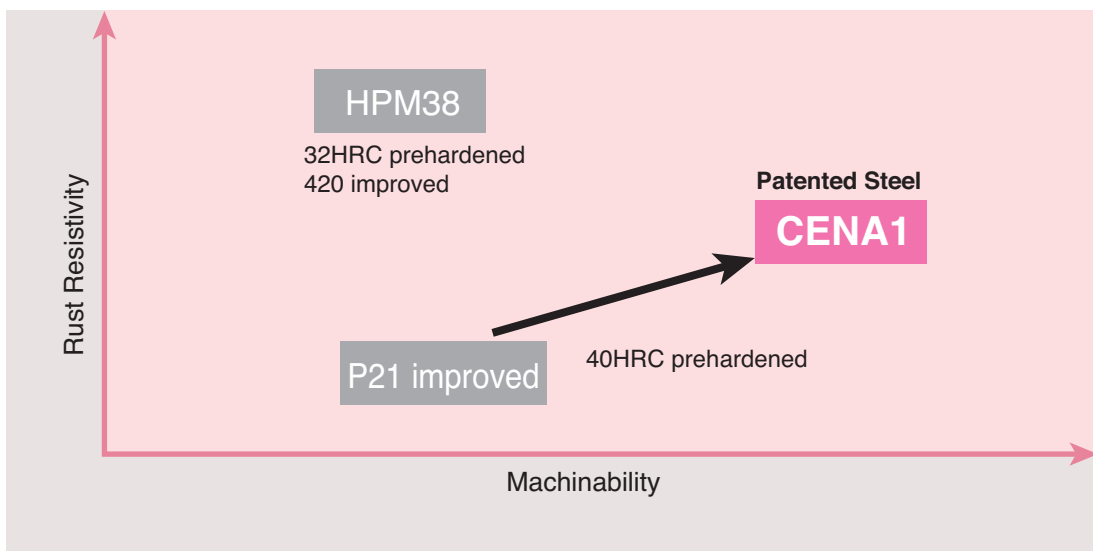 HPM38
32HRC prehardened
420 improved
Patented Steel
CENA1
Rust Resistivity
P21 improved
40HRC prehardened
Machinability